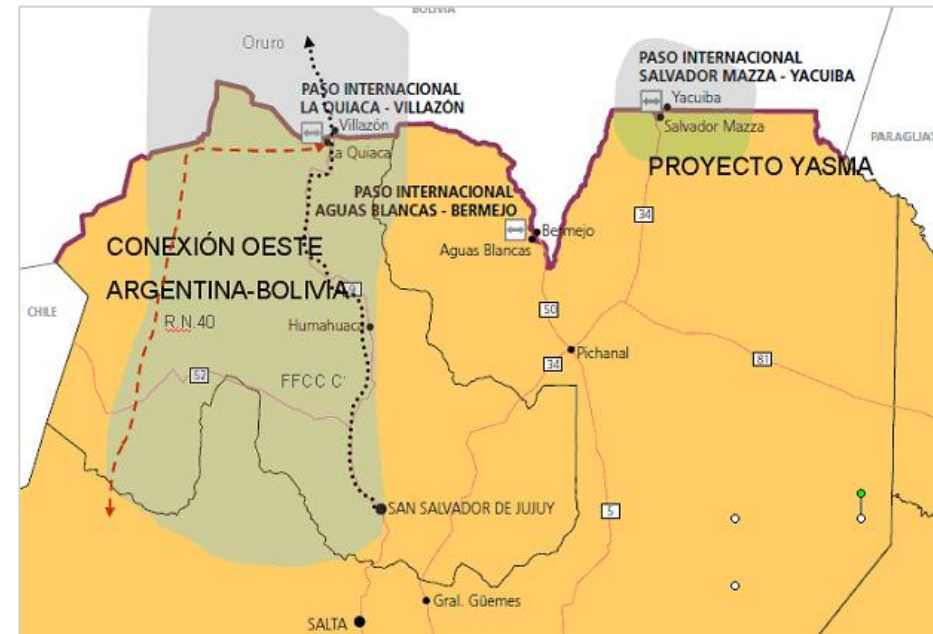 BOLIVIA
Oruro
PASO INTERNACIONAL
LA QUIACA - VILLAZÓN
Villazón
La Quiaca
PASO INTERNACIONAL
SALVADOR MAZZA - YACUIBA
Yacuiba
Salvador Mazza
PARAGUAY
PROYECTO YASMA
PASO INTERNACIONAL
AGUAS BLANCAS - BERMEJO
Bermejo
Aguas Blancas
34
CONEXIÓN OESTE
ARGENTINA-BOLIVIA
9
CHILE
R.N.40
Humahuaca
50
Pichanal
34
81
52
FFCC C'
SAN SALVADOR DE JUJUY
5
Gral. Güemes
SALTA